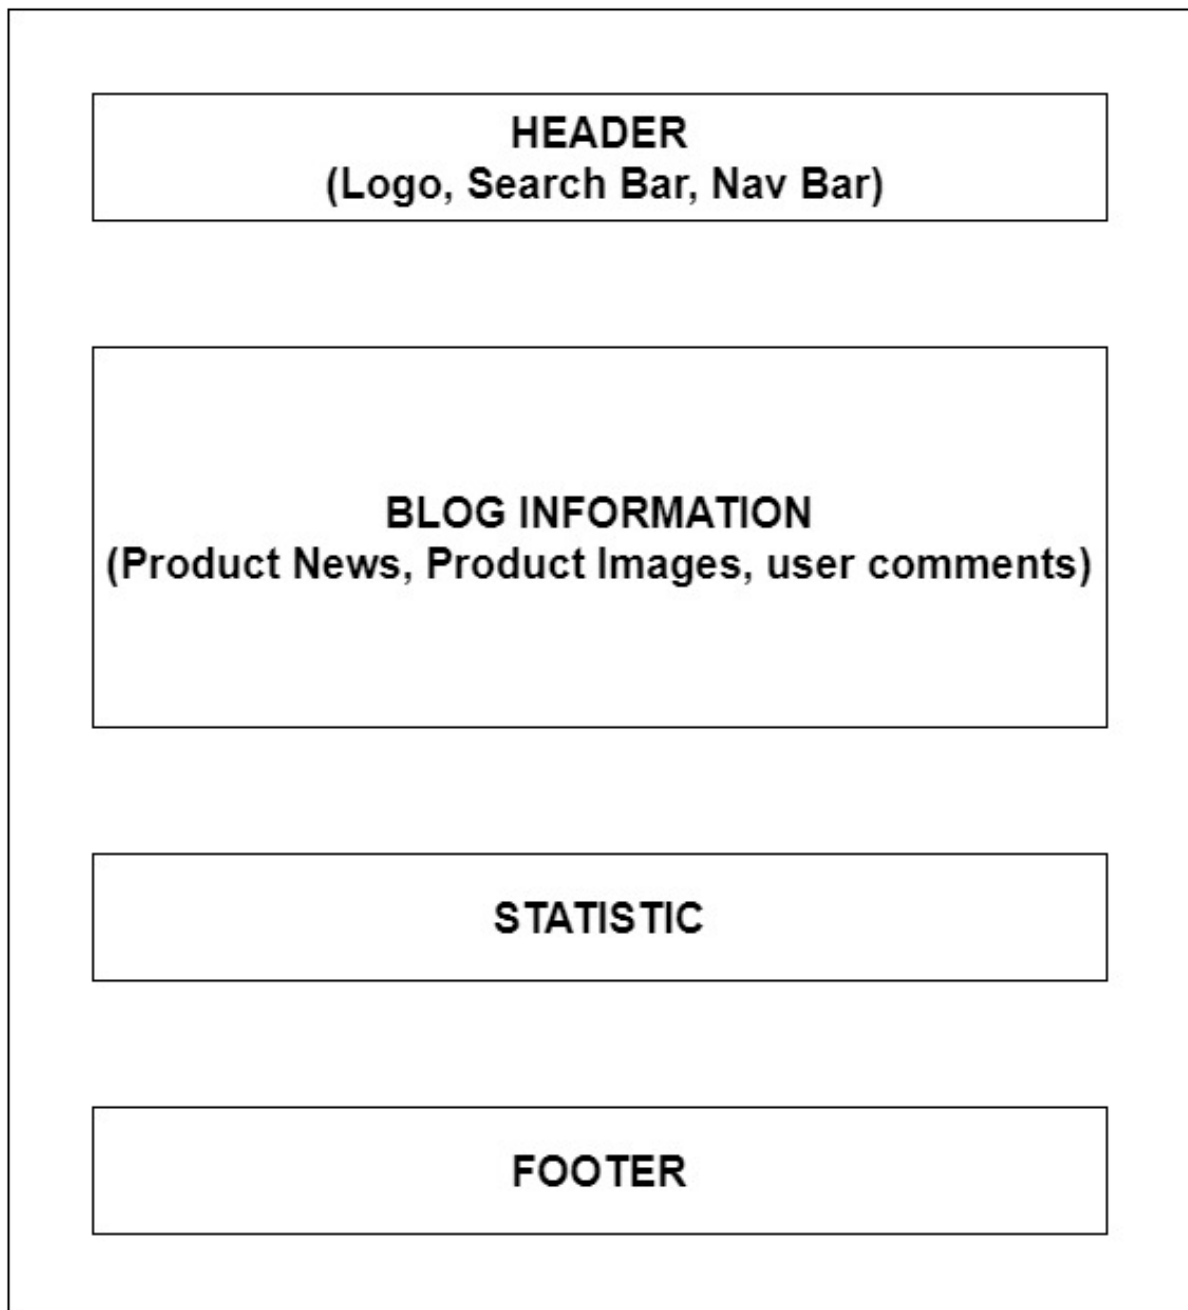 HEADER
(Logo, Search Bar, Nav Bar)
BLOG INFORMATION
(Product News, Product Images, user comments)
STATISTIC
FOOTER